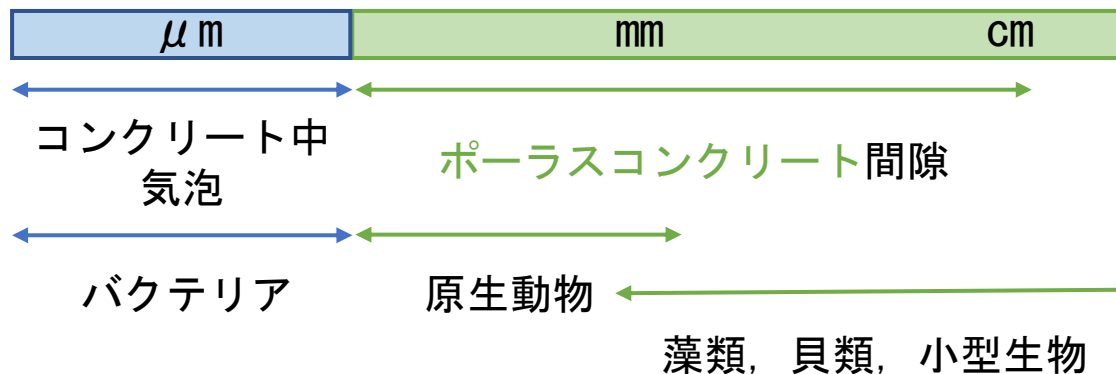 μm mm cm
コンクリート中
気泡
ポーラスコンクリート間隙
バクテリア 原生動物
藻類，貝類，小型生物